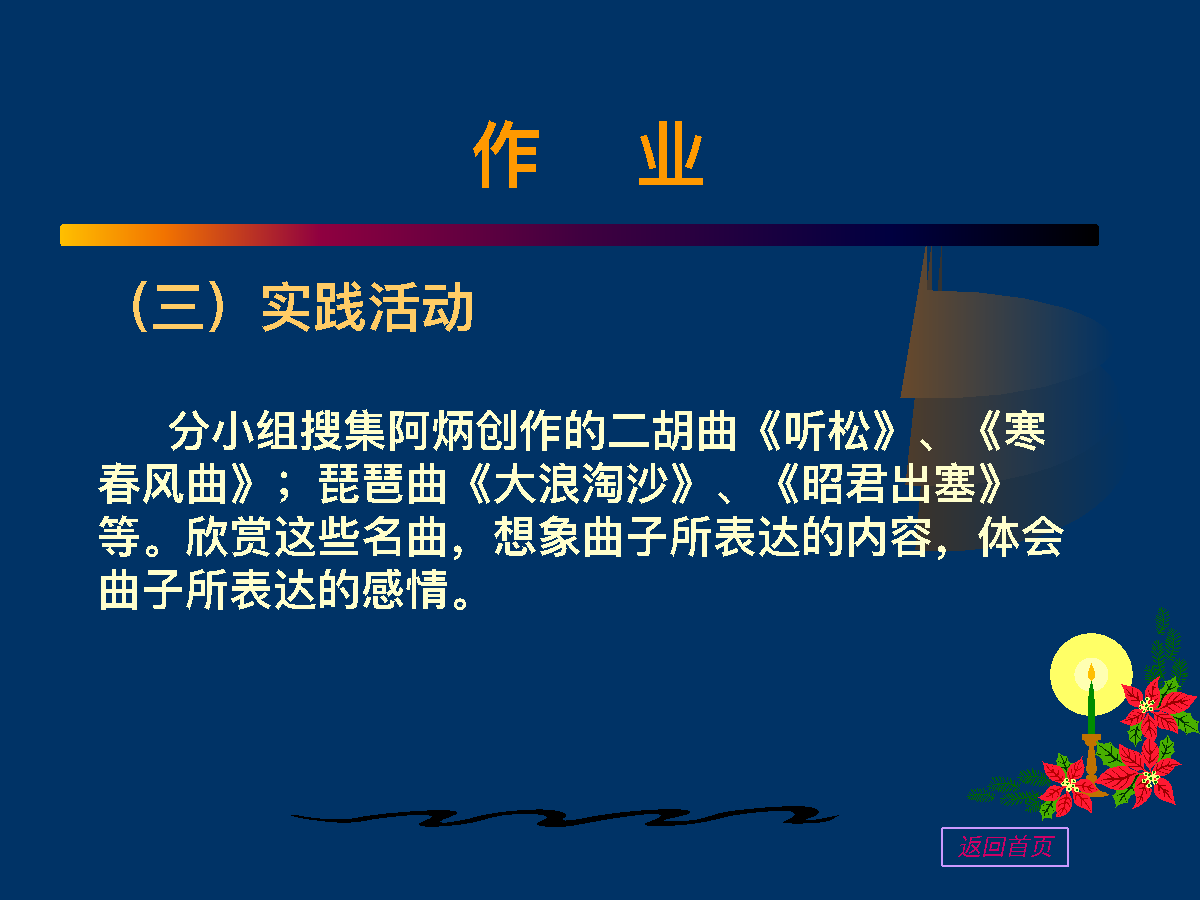 作 业
（三）实践活动
分小组搜集阿炳创作的二胡曲《听松》、《寒
春风曲》；琵琶曲《大浪淘沙》、《昭君出塞》
等。欣赏这些名曲，想象曲子所表达的内容，体会
曲子所表达的感情。
返回首页